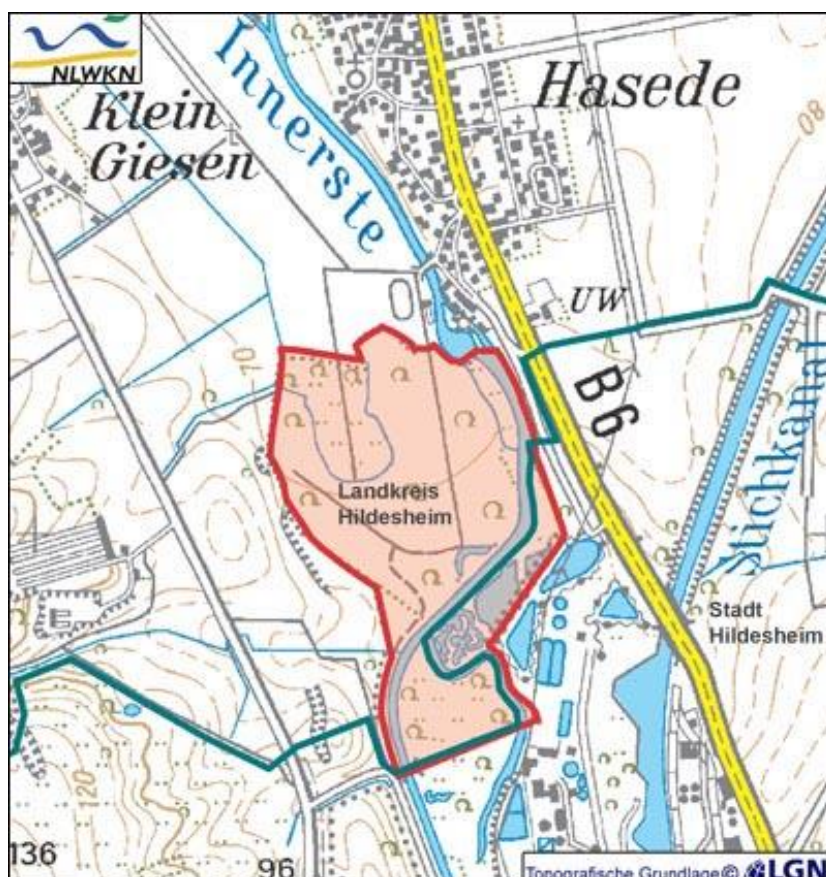 NLWKN
Innerste
Hasede
Klein
Giesen
UW
80
70
B6
Stichkanal
Landkreis
Hildesheim
Stadt
Hildesheim
120
136
96
Topografische Grundlage © LGN